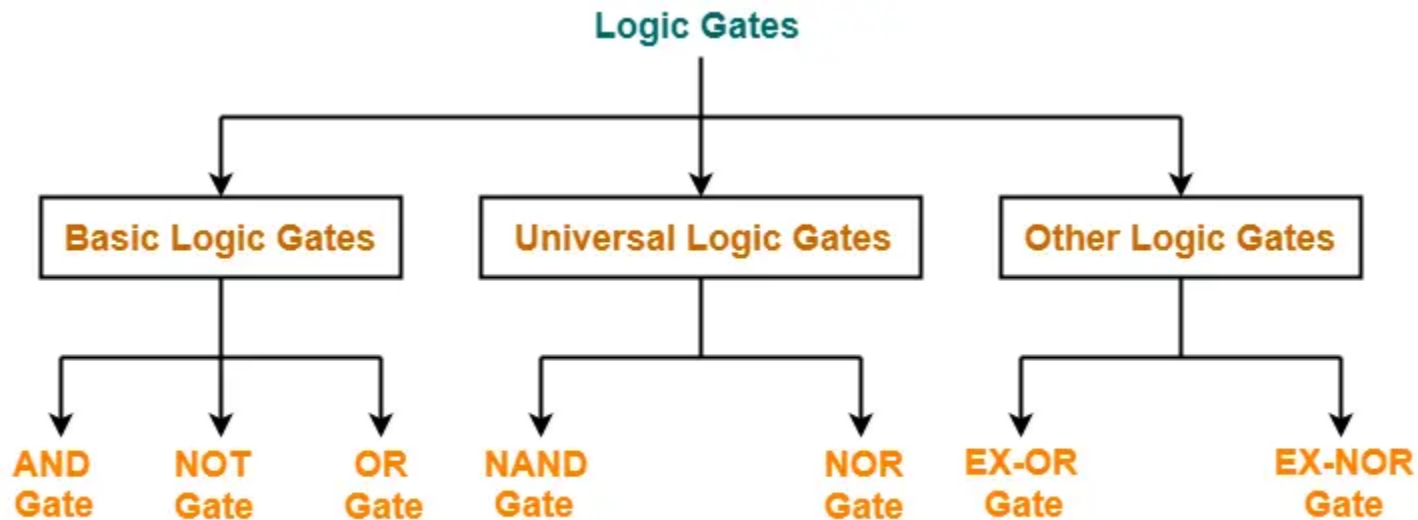 Logic Gates
Basic Logic Gates
Universal Logic Gates
Other Logic Gates
AND
Gate
NOT
Gate
OR
Gate
NAND
Gate
NOR
Gate
EX-OR
Gate
EX-NOR
Gate